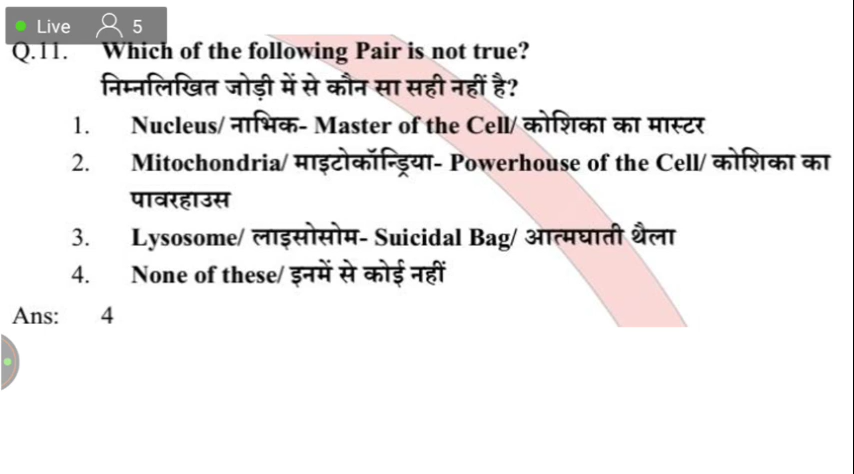 Live 5
Q.11. Which of the following Pair is not true?
निम्नलिखित जोड़ी में से कौन सा सही नहीं है?
1. Nucleus/ नाभिक- Master of the Cell/ कोशिका का मास्टर
2. Mitochondria/ माइटोकॉन्ड्रिया- Powerhouse of the Cell/ कोशिका का
पावरहाउस
3. Lysosome/ लाइसोसोम- Suicidal Bag/ आत्मघाती थैला
4. None of these/ इनमें से कोई नहीं
Ans: 4